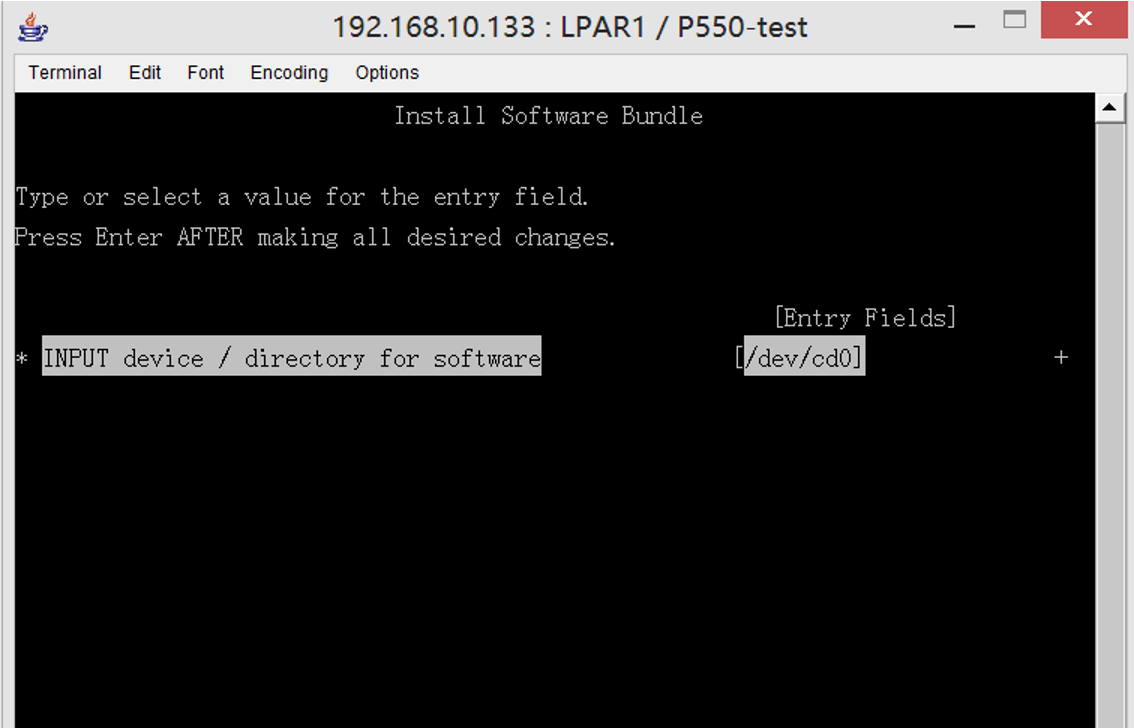 192.168.10.133 : LPAR1 / P550-test
Terminal Edit Font Encoding Options
Install Software Bundle
Type or select a value for the entry field.
Press Enter AFTER making all desired changes.
[Entry Fields]
* INPUT device / directory for software [/dev/cd0] +